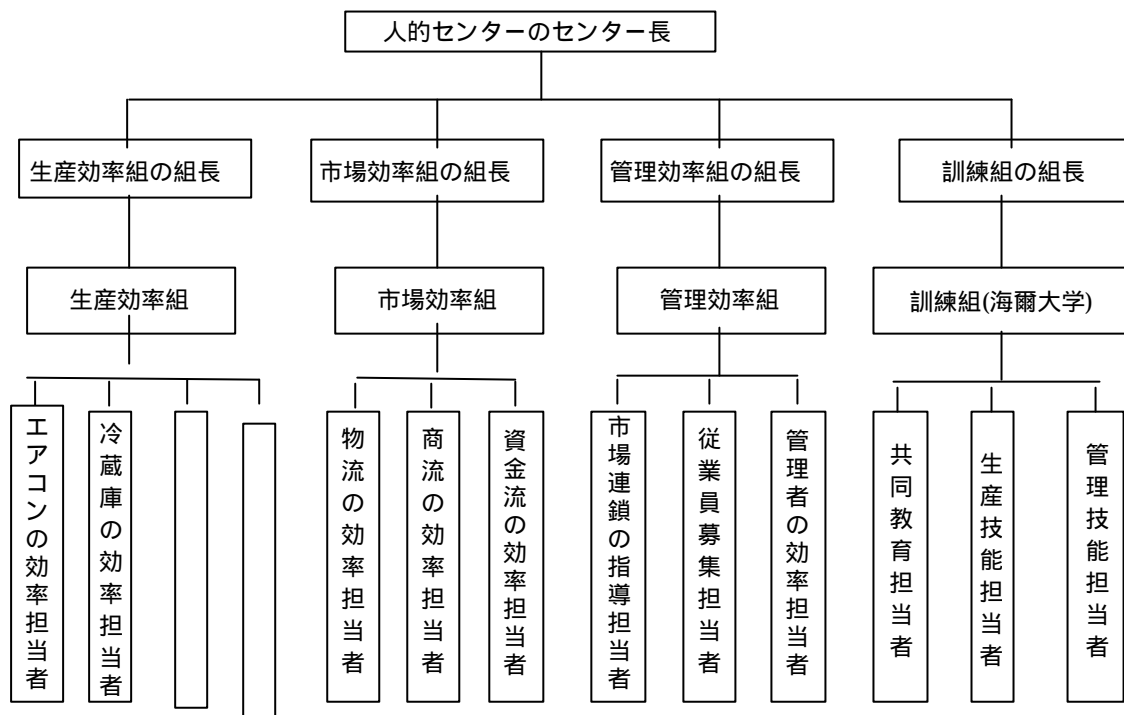 人的センターのセンター長
生産効率組の組長
市場効率組の組長
管理効率組の組長
訓練組の組長
生産効率組
市場効率組
管理効率組
訓練組(海爾大学)
エアコンの効率担当者
冷蔵庫の効率担当者
物流の効率担当者
商流の効率担当者
資金流の効率担当者
市場連鎖の指導担当者
従業員募集担当者
管理者の効率担当者
共同教育担当者
生産技能担当者
管理技能担当者